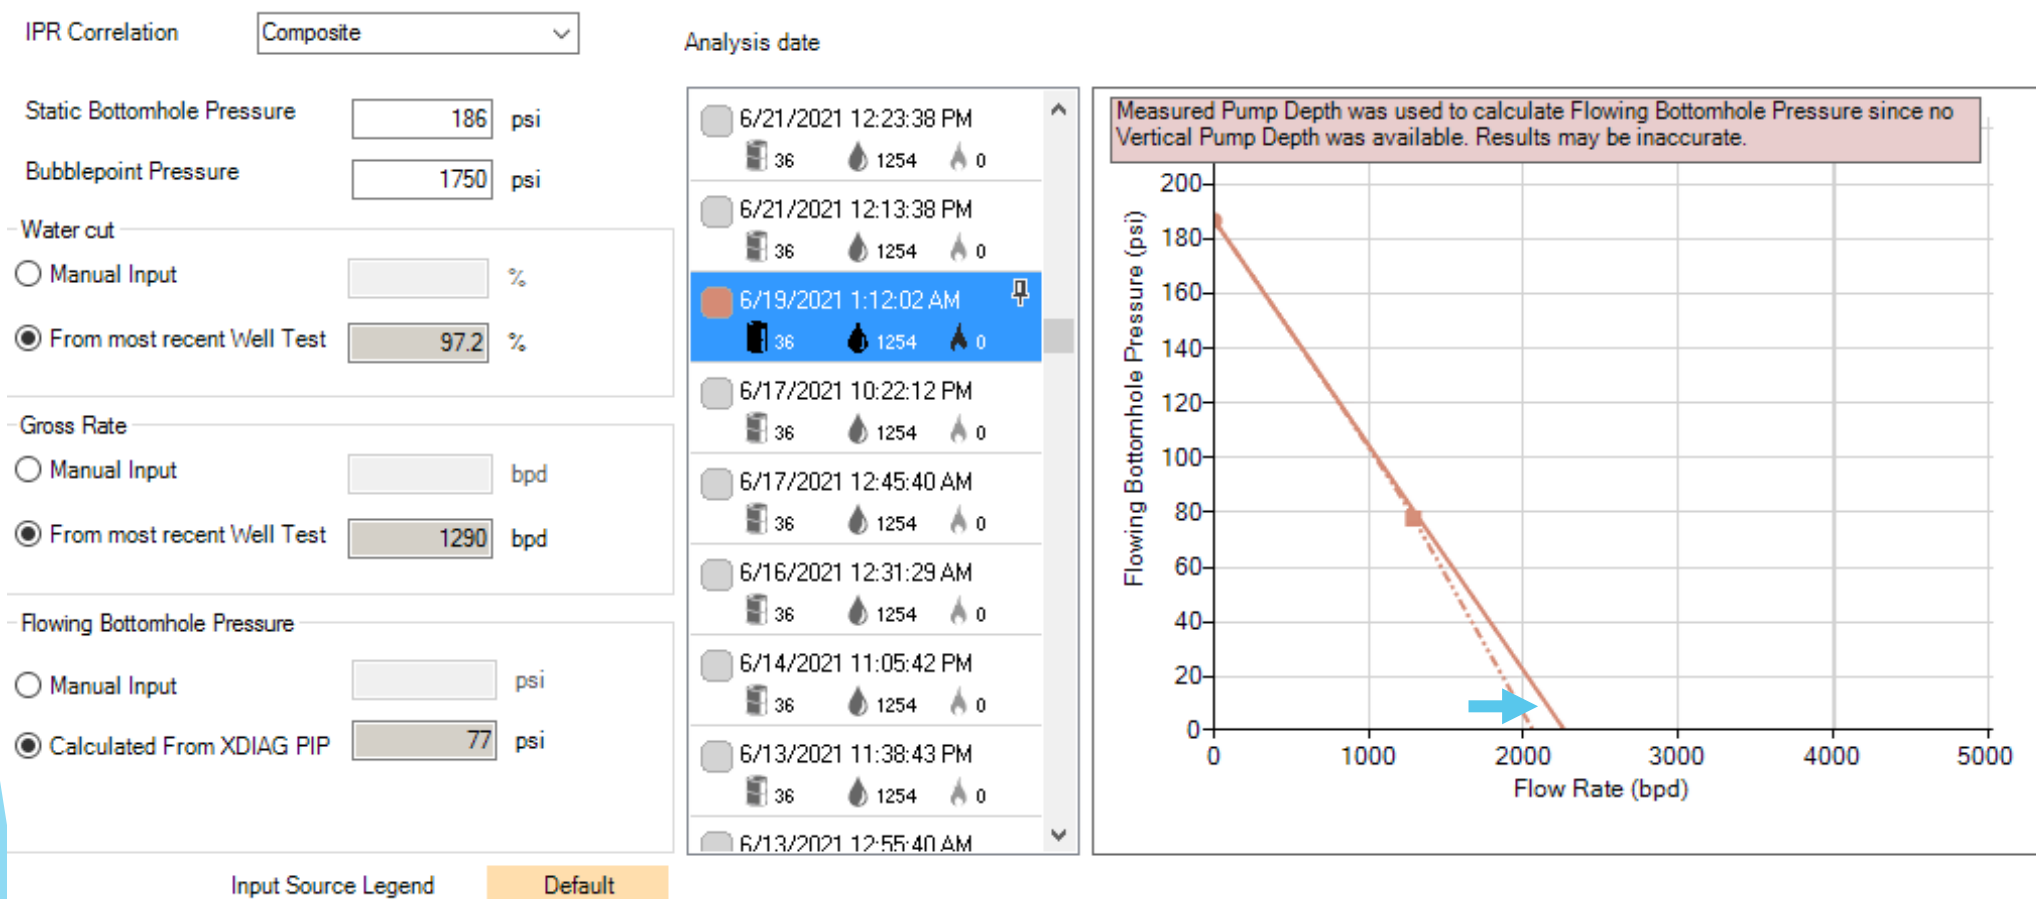 IPR Correlation
Composite
Static Bottomhole Pressure
186 psi
Bubblepoint Pressure
1750 psi
Water cut
Manual Input
%
From most recent Well Test
97.2 %
Gross Rate
Manual Input
bpd
From most recent Well Test
1290 bpd
Flowing Bottomhole Pressure
Manual Input
psi
Calculated From XDIAG PIP
77 psi
Input Source Legend
Default
Analysis date
6/21/2021 12:23:38 PM
36 1254 0
6/21/2021 12:13:38 PM
36 1254 0
6/19/2021 1:12:02 AM
36 1254 0
6/17/2021 10:22:12 PM
36 1254 0
6/17/2021 12:45:40 AM
36 1254 0
6/16/2021 12:31:29 AM
36 1254 0
6/14/2021 11:05:42 PM
36 1254 0
6/13/2021 11:38:43 PM
36 1254 0
6/13/2021 12:55:40 AM
Measured Pump Depth was used to calculate Flowing Bottomhole Pressure since no
Vertical Pump Depth was available. Results may be inaccurate.
Flowing Bottomhole Pressure (psi)
200
180
160
140
120
100
80
60
40
20
0
0 1000 2000 3000 4000 5000
Flow Rate (bpd)